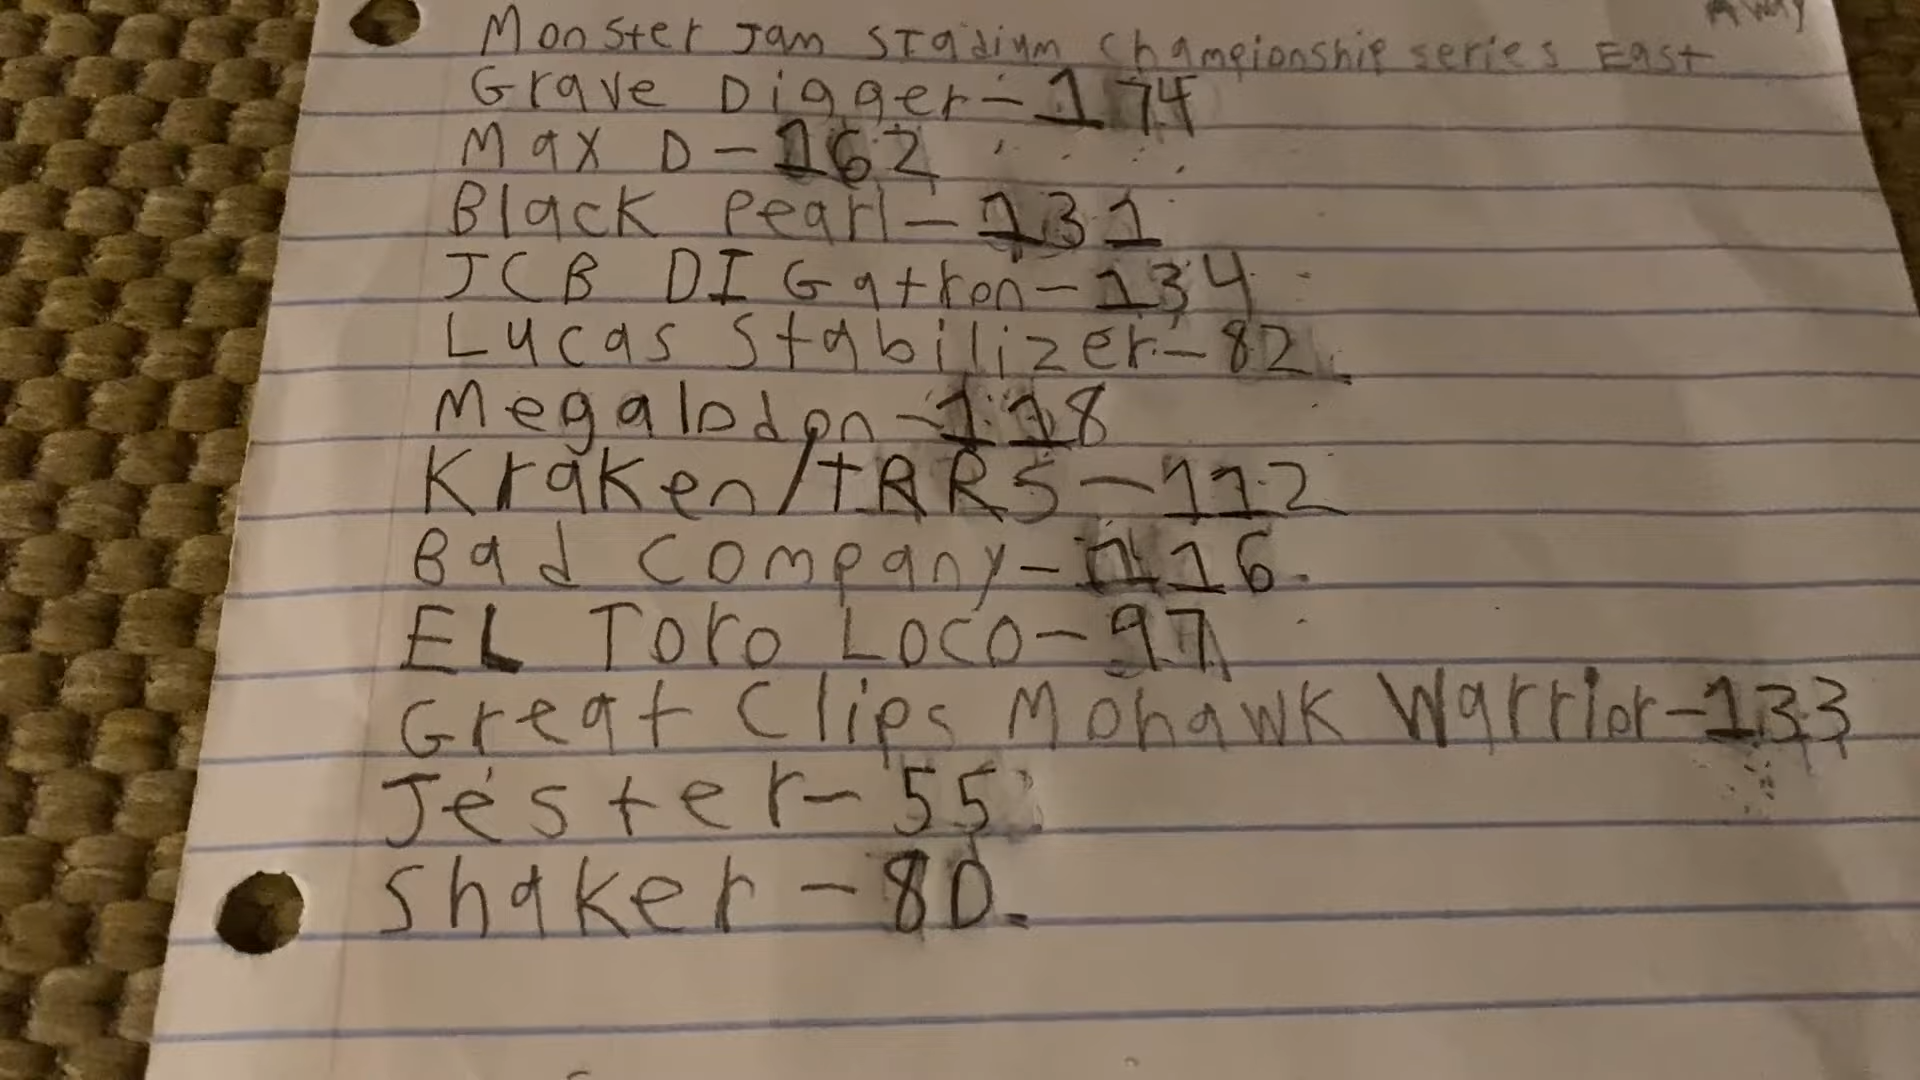 Away
Monster Jam Stadium Championship series East
Grave Digger-174
Max D-162
Black Pearl-131
JCB DIGatron-134
Lucas Stabilizer-82
Megalodon-118
Kraken/TRRS-112
Bad Company-116
EL Toro Loco-97
Great Clips Mohawk Warrior-133
Jester-55
Shaker-80